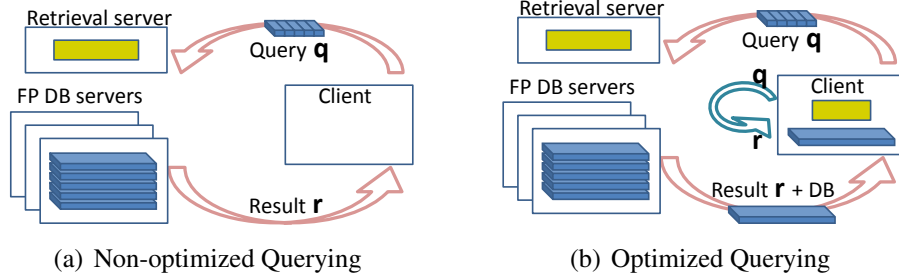 Retrieval server
Query q
FP DB servers
Client
Result r
(a) Non-optimized Querying
Retrieval server
Query q
FP DB servers
q
Client
r
Result r + DB
(b) Optimized Querying